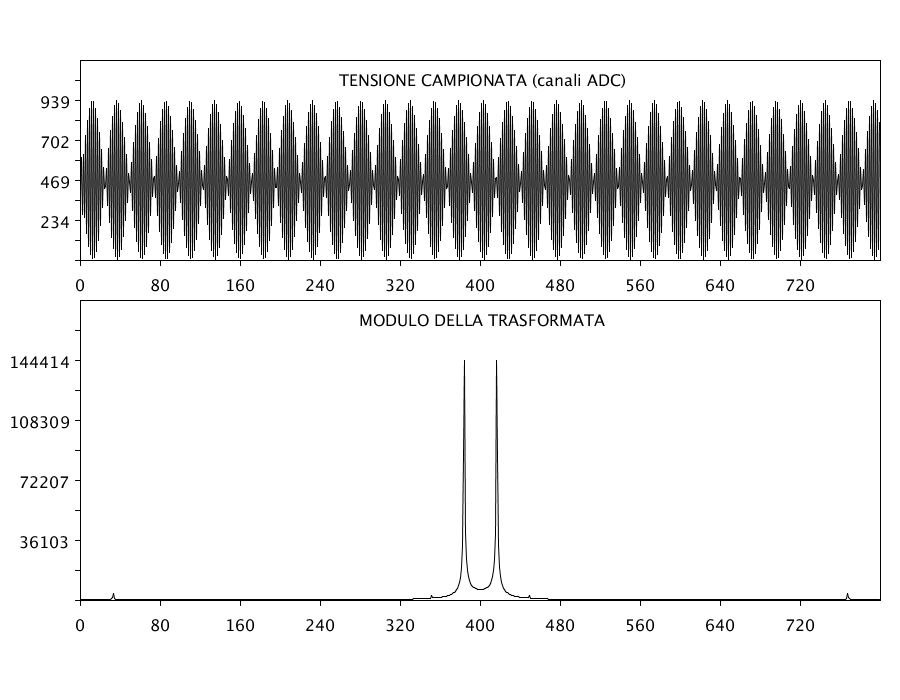 TENSIONE CAMPIONATA (canali ADC)
939
702
469
234
0 80 160 240 320 400 480 560 640 720
MODULO DELLA TRASFORMATA
144414
108309
72207
36103
0 80 160 240 320 400 480 560 640 720